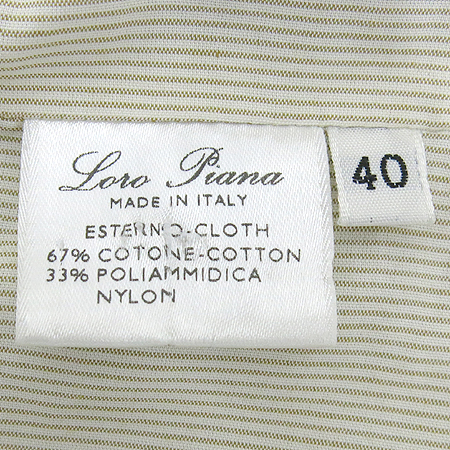 Loro Piana
MADE IN ITALY
ESTERNO-CLOTH
67% COTONE-COTTON
33% POLIAMMIDICA
NYLON
40